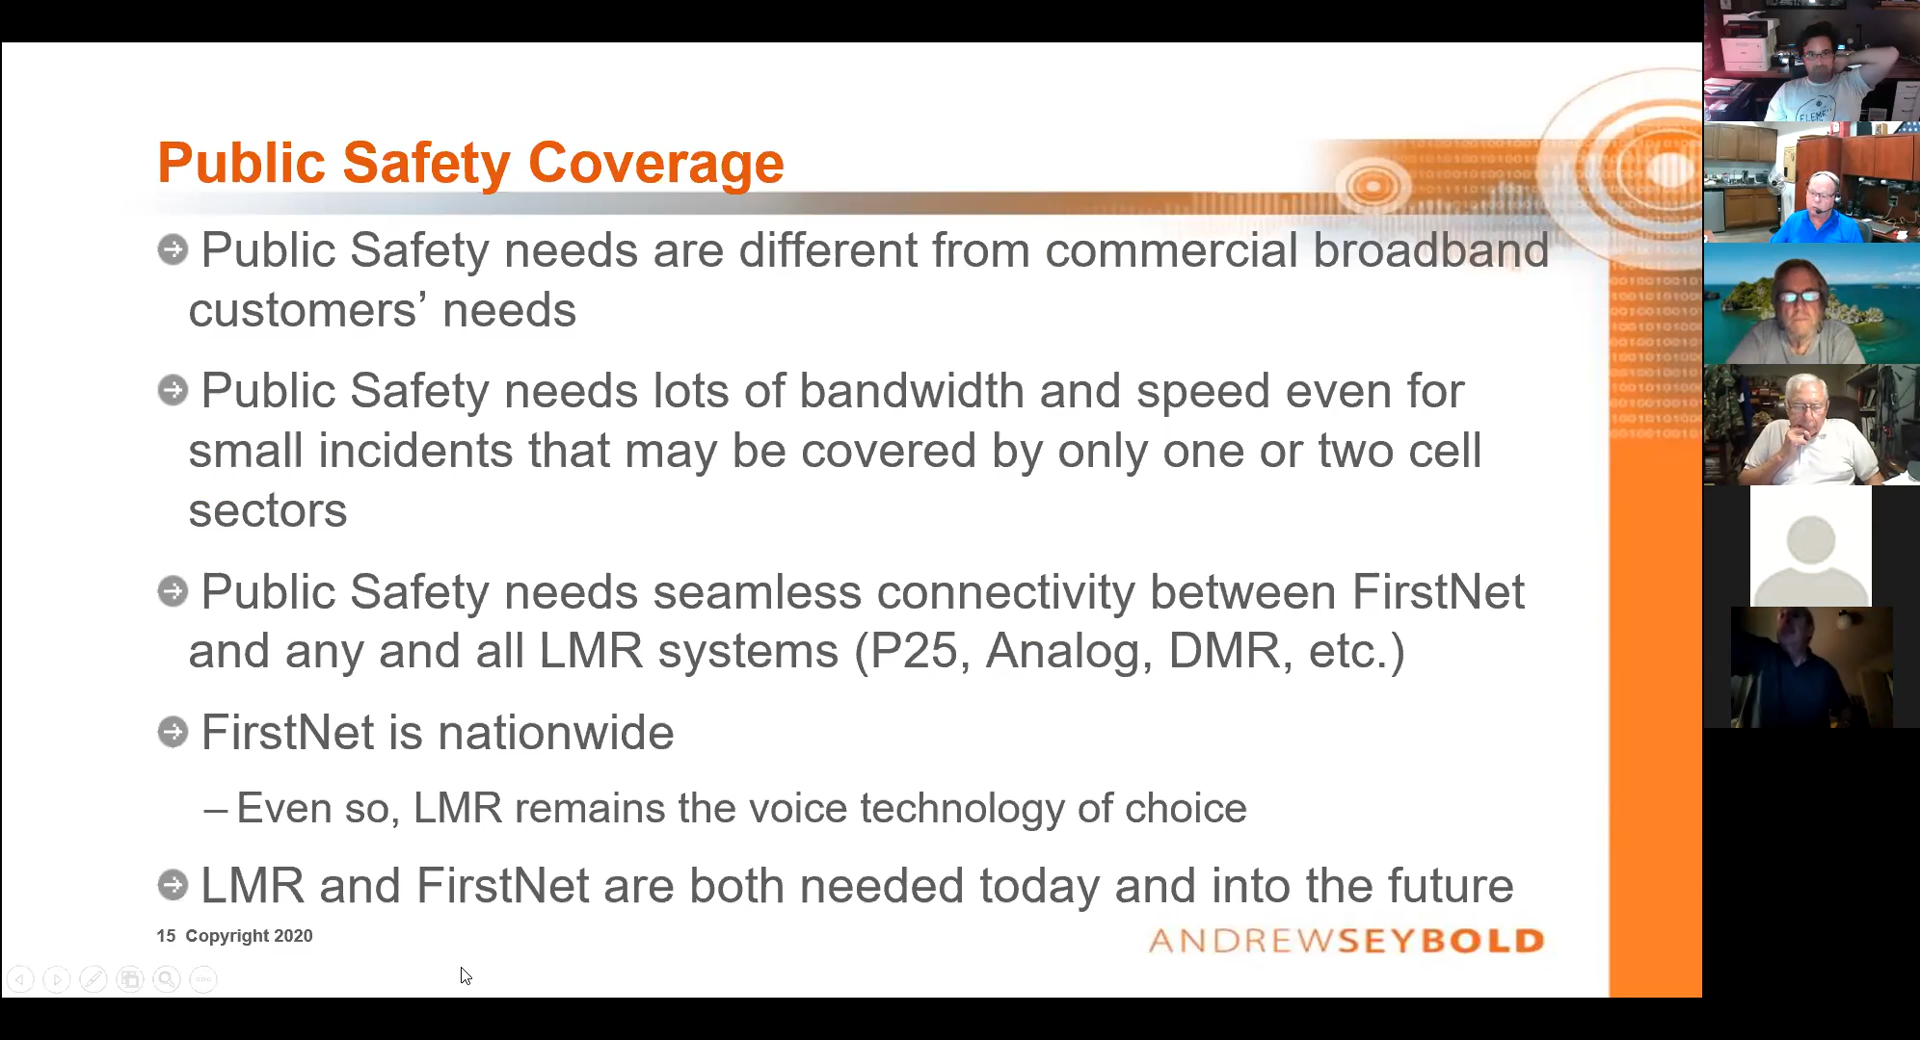 Public Safety Coverage
Public Safety needs are different from commercial broadband
customers’ needs
Public Safety needs lots of bandwidth and speed even for
small incidents that may be covered by only one or two cell
sectors
Public Safety needs seamless connectivity between FirstNet
and any and all LMR systems (P25, Analog, DMR, etc.)
FirstNet is nationwide
– Even so, LMR remains the voice technology of choice
LMR and FirstNet are both needed today and into the future
15 Copyright 2020
ANDREWSEYBOLD